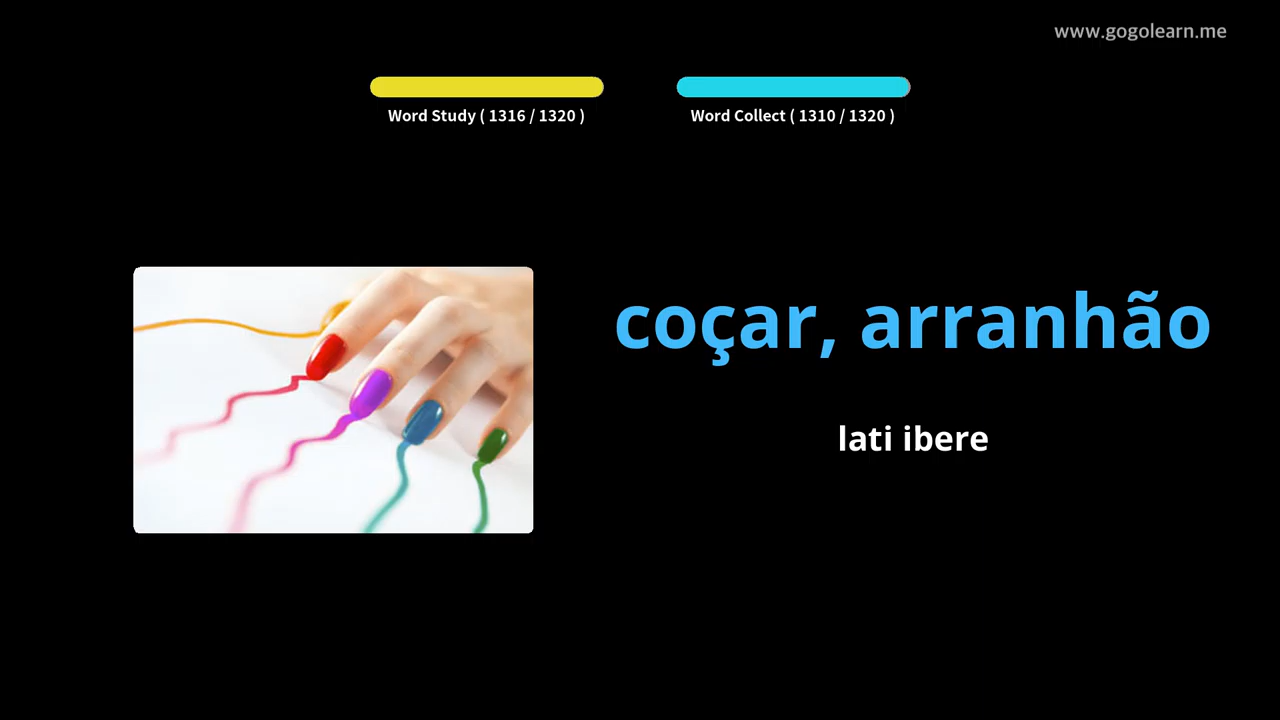 www.gogolearn.me
Word Study ( 1316 / 1320 )
Word Collect ( 1310 / 1320 )
coçar, arranhão
lati ibere